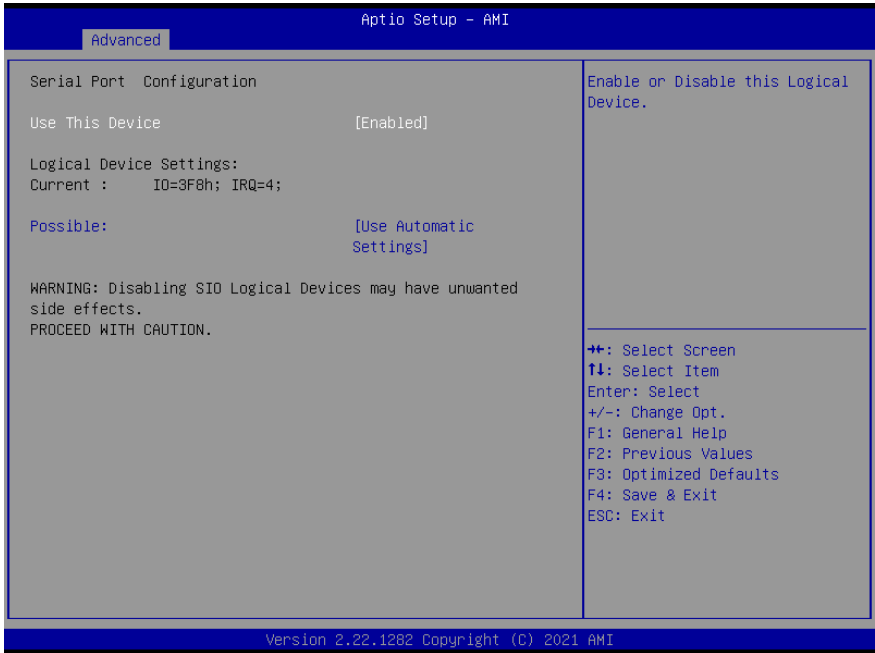 Aptio Setup – AMI
Advanced
Serial Port  Configuration
Use This Device [Enabled]
Logical Device Settings:
Current : IO=3F8h; IRQ=4;
Possible: [Use Automatic
Settings]
WARNING: Disabling SIO Logical Devices may have unwanted
side effects.
PROCEED WITH CAUTION.
Enable or Disable this Logical
Device.
→←: Select Screen
↑↓: Select Item
Enter: Select
+/-: Change Opt.
F1: General Help
F2: Previous Values
F3: Optimized Defaults
F4: Save & Exit
ESC: Exit
Version 2.22.1282 Copyright (C) 2021 AMI